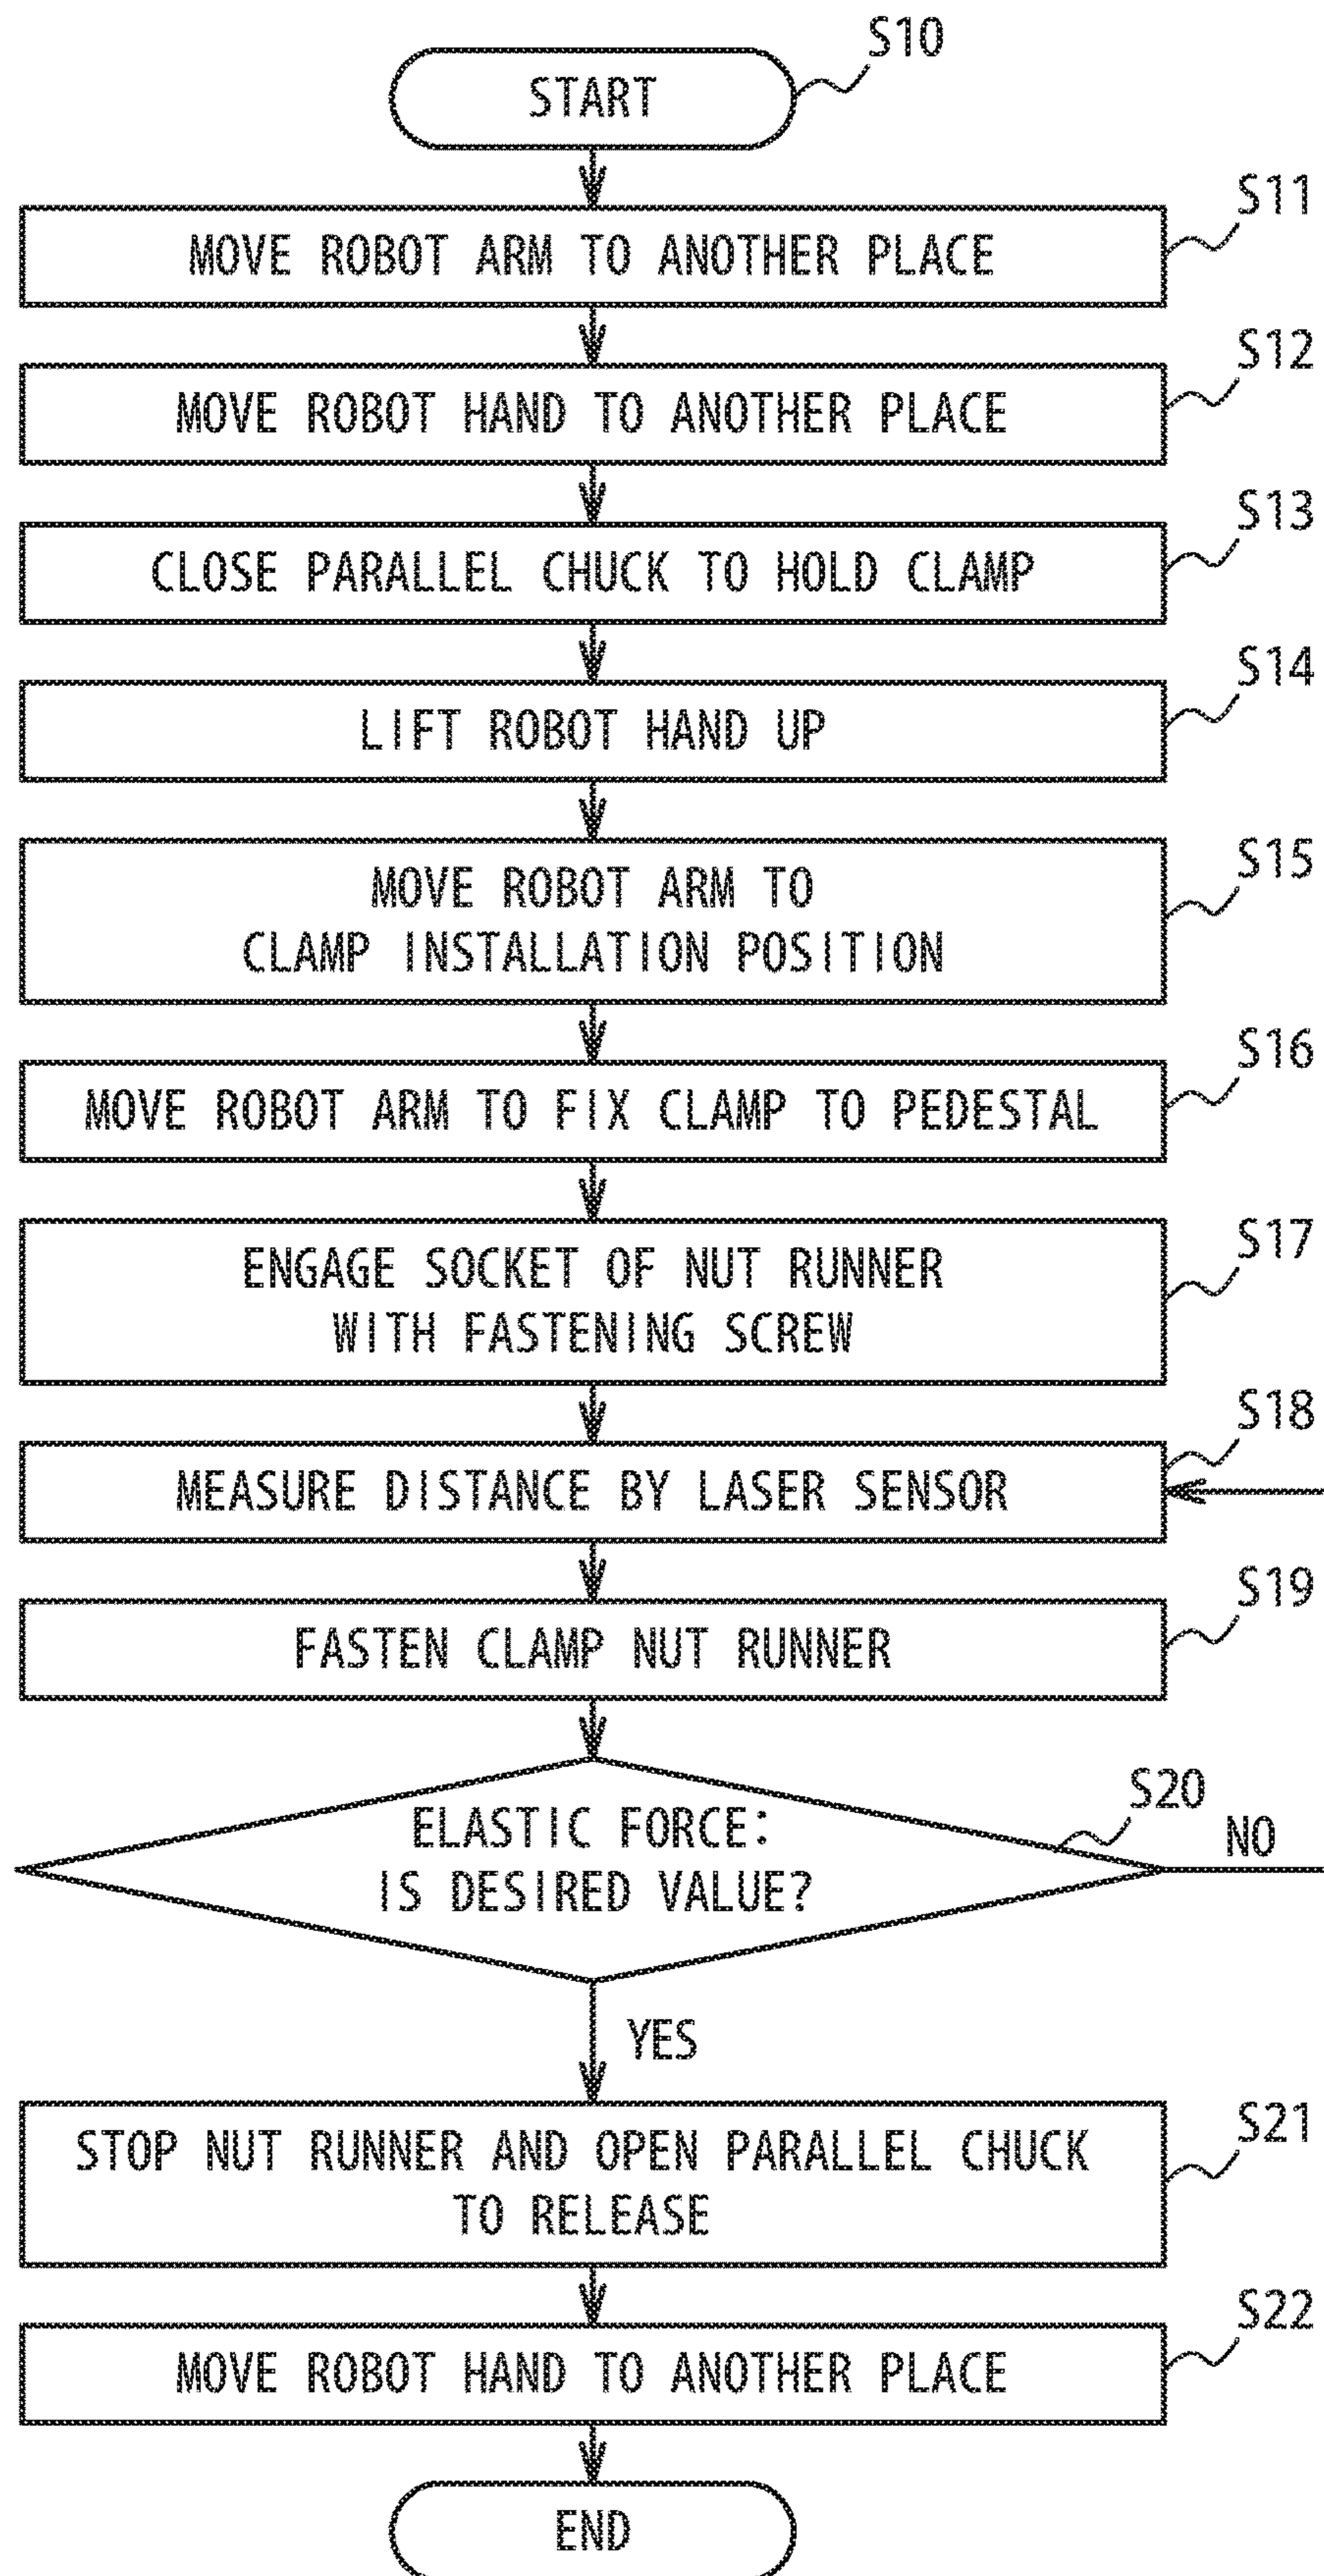 START
S10
MOVE ROBOT ARM TO ANOTHER PLACE
S11
MOVE ROBOT HAND TO ANOTHER PLACE
S12
CLOSE PARALLEL CHUCK TO HOLD CLAMP
S13
LIFT ROBOT HAND UP
S14
MOVE ROBOT ARM TO
CLAMP INSTALLATION POSITION
S15
MOVE ROBOT ARM TO FIX CLAMP TO PEDESTAL
S16
ENGAGE SOCKET OF NUT RUNNER
WITH FASTENING SCREW
S17
MEASURE DISTANCE BY LASER SENSOR
S18
FASTEN CLAMP NUT RUNNER
S19
ELASTIC FORCE:
IS DESIRED VALUE?
S20
NO
YES
STOP NUT RUNNER AND OPEN PARALLEL CHUCK
TO RELEASE
S21
MOVE ROBOT HAND TO ANOTHER PLACE
S22
END